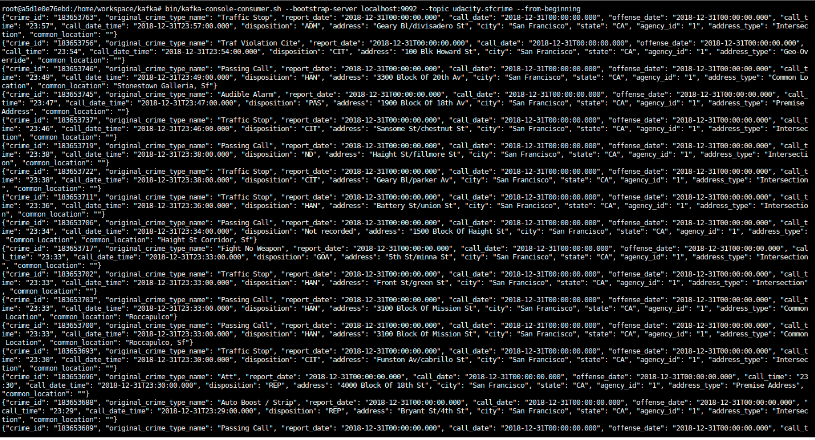 root@a5d1e0e76ebd:/home/workspace/kafka# bin/kafka-console-consumer.sh --bootstrap-server localhost:9092 --topic udacity.sfcrime --from-beginning
{"crime_id": "183653763", "original_crime_type_name": "Traffic Stop", "report_date": "2018-12-31T00:00:00.000", "call_date": "2018-12-31T00:00:00.000", "offense_date": "2018-12-31T00:00:00.000", "call_t
ime": "23:57", "call_date_time": "2018-12-31T23:57:00.000", "disposition": "ADM", "address": "Geary Bl/divisadero St", "city": "San Francisco", "state": "CA", "agency_id": "1", "address_type": "Intersec
tion", "common_location": ""}
{"crime_id": "183653756", "original_crime_type_name": "Traf Violation Cite", "report_date": "2018-12-31T00:00:00.000", "call_date": "2018-12-31T00:00:00.000", "offense_date": "2018-12-31T00:00:00.000",
"call_time": "23:54", "call_date_time": "2018-12-31T23:54:00.000", "disposition": "CIT", "address": "100 Blk Howard St", "city": "San Francisco", "state": "CA", "agency_id": "1", "address_type": "Geo Ov
erride", "common_location": ""}
{"crime_id": "183653746", "original_crime_type_name": "Passing Call", "report_date": "2018-12-31T00:00:00.000", "call_date": "2018-12-31T00:00:00.000", "offense_date": "2018-12-31T00:00:00.000", "call_t
ime": "23:49", "call_date_time": "2018-12-31T23:49:00.000", "disposition": "HAN", "address": "3300 Block Of 20th Av", "city": "San Francisco", "state": "CA", "agency_id": "1", "address_type": "Common Lo
cation", "common_location": "Stonestown Galleria, Sf"}
{"crime_id": "183653745", "original_crime_type_name": "Audible Alarm", "report_date": "2018-12-31T00:00:00.000", "call_date": "2018-12-31T00:00:00.000", "offense_date": "2018-12-31T00:00:00.000", "call_
time": "23:47", "call_date_time": "2018-12-31T23:47:00.000", "disposition": "PAS", "address": "1900 Block Of 18th Av", "city": "San Francisco", "state": "CA", "agency_id": "1", "address_type": "Premise
Address", "common_location": ""}
{"crime_id": "183653737", "original_crime_type_name": "Traffic Stop", "report_date": "2018-12-31T00:00:00.000", "call_date": "2018-12-31T00:00:00.000", "offense_date": "2018-12-31T00:00:00.000", "call_t
ime": "23:46", "call_date_time": "2018-12-31T23:46:00.000", "disposition": "CIT", "address": "Sansome St/chestnut St", "city": "San Francisco", "state": "CA", "agency_id": "1", "address_type": "Intersec
tion", "common_location": ""}
{"crime_id": "183653719", "original_crime_type_name": "Passing Call", "report_date": "2018-12-31T00:00:00.000", "call_date": "2018-12-31T00:00:00.000", "offense_date": "2018-12-31T00:00:00.000", "call_t
ime": "23:38", "call_date_time": "2018-12-31T23:38:00.000", "disposition": "ND", "address": "Haight St/fillmore St", "city": "San Francisco", "state": "CA", "agency_id": "1", "address_type": "Intersecti
on", "common_location": ""}
{"crime_id": "183653722", "original_crime_type_name": "Traffic Stop", "report_date": "2018-12-31T00:00:00.000", "call_date": "2018-12-31T00:00:00.000", "offense_date": "2018-12-31T00:00:00.000", "call_t
ime": "23:38", "call_date_time": "2018-12-31T23:38:00.000", "disposition": "CIT", "address": "Geary Bl/parker Av", "city": "San Francisco", "state": "CA", "agency_id": "1", "address_type": "Intersection
", "common_location": ""}
{"crime_id": "183653711", "original_crime_type_name": "Traffic Stop", "report_date": "2018-12-31T00:00:00.000", "call_date": "2018-12-31T00:00:00.000", "offense_date": "2018-12-31T00:00:00.000", "call_t
ime": "23:36", "call_date_time": "2018-12-31T23:36:00.000", "disposition": "HAN", "address": "Battery St/union St", "city": "San Francisco", "state": "CA", "agency_id": "1", "address_type": "Intersectio
n", "common_location": ""}
{"crime_id": "183653706", "original_crime_type_name": "Passing Call", "report_date": "2018-12-31T00:00:00.000", "call_date": "2018-12-31T00:00:00.000", "offense_date": "2018-12-31T00:00:00.000", "call_t
ime": "23:34", "call_date_time": "2018-12-31T23:34:00.000", "disposition": "Not recorded", "address": "1500 Block Of Haight St", "city": "San Francisco", "state": "CA", "agency_id": "1", "address_type":
"Common Location", "common_location": "Haight St Corridor, Sf"}
{"crime_id": "183653717", "original_crime_type_name": "Fight No Weapon", "report_date": "2018-12-31T00:00:00.000", "call_date": "2018-12-31T00:00:00.000", "offense_date": "2018-12-31T00:00:00.000", "cal
l_time": "23:33", "call_date_time": "2018-12-31T23:33:00.000", "disposition": "GOA", "address": "5th St/minna St", "city": "San Francisco", "state": "CA", "agency_id": "1", "address_type": "Intersection
", "common_location": ""}
{"crime_id": "183653702", "original_crime_type_name": "Traffic Stop", "report_date": "2018-12-31T00:00:00.000", "call_date": "2018-12-31T00:00:00.000", "offense_date": "2018-12-31T00:00:00.000", "call_t
ime": "23:33", "call_date_time": "2018-12-31T23:33:00.000", "disposition": "HAN", "address": "Front St/green St", "city": "San Francisco", "state": "CA", "agency_id": "1", "address_type": "Intersection"
, "common_location": ""}
{"crime_id": "183653703", "original_crime_type_name": "Passing Call", "report_date": "2018-12-31T00:00:00.000", "call_date": "2018-12-31T00:00:00.000", "offense_date": "2018-12-31T00:00:00.000", "call_t
ime": "23:33", "call_date_time": "2018-12-31T23:33:00.000", "disposition": "HAN", "address": "3100 Block Of Mission St", "city": "San Francisco", "state": "CA", "agency_id": "1", "address_type": "Common
Location", "common_location": "Roccapulco"}
{"crime_id": "183653700", "original_crime_type_name": "Passing Call", "report_date": "2018-12-31T00:00:00.000", "call_date": "2018-12-31T00:00:00.000", "offense_date": "2018-12-31T00:00:00.000", "call_t
ime": "23:33", "call_date_time": "2018-12-31T23:33:00.000", "disposition": "HAN", "address": "3100 Block Of Mission St", "city": "San Francisco", "state": "CA", "agency_id": "1", "address_type": "Common
Location", "common_location": "Roccapulco, Sf"}
{"crime_id": "183653693", "original_crime_type_name": "Traffic Stop", "report_date": "2018-12-31T00:00:00.000", "call_date": "2018-12-31T00:00:00.000", "offense_date": "2018-12-31T00:00:00.000", "call_t
ime": "23:30", "call_date_time": "2018-12-31T23:30:00.000", "disposition": "CIT", "address": "Funston Av/cabrillo St", "city": "San Francisco", "state": "CA", "agency_id": "1", "address_type": "Intersec
tion", "common_location": ""}
{"crime_id": "183653696", "original_crime_type_name": "Att", "report_date": "2018-12-31T00:00:00.000", "call_date": "2018-12-31T00:00:00.000", "offense_date": "2018-12-31T00:00:00.000", "call_time": "23
:30", "call_date_time": "2018-12-31T23:30:00.000", "disposition": "REP", "address": "4000 Block Of 18th St", "city": "San Francisco", "state": "CA", "agency_id": "1", "address_type": "Premise Address",
"common_location": ""}
{"crime_id": "183653688", "original_crime_type_name": "Auto Boost / Strip", "report_date": "2018-12-31T00:00:00.000", "call_date": "2018-12-31T00:00:00.000", "offense_date": "2018-12-31T00:00:00.000", "
call_time": "23:29", "call_date_time": "2018-12-31T23:29:00.000", "disposition": "REP", "address": "Bryant St/4th St", "city": "San Francisco", "state": "CA", "agency_id": "1", "address_type": "Intersec
tion", "common_location": ""}
{"crime_id": "183653689", "original_crime_type_name": "Passing Call", "report_date": "2018-12-31T00:00:00.000", "call_date": "2018-12-31T00:00:00.000", "offense_date": "2018-12-31T00:00:00.000", "call_t